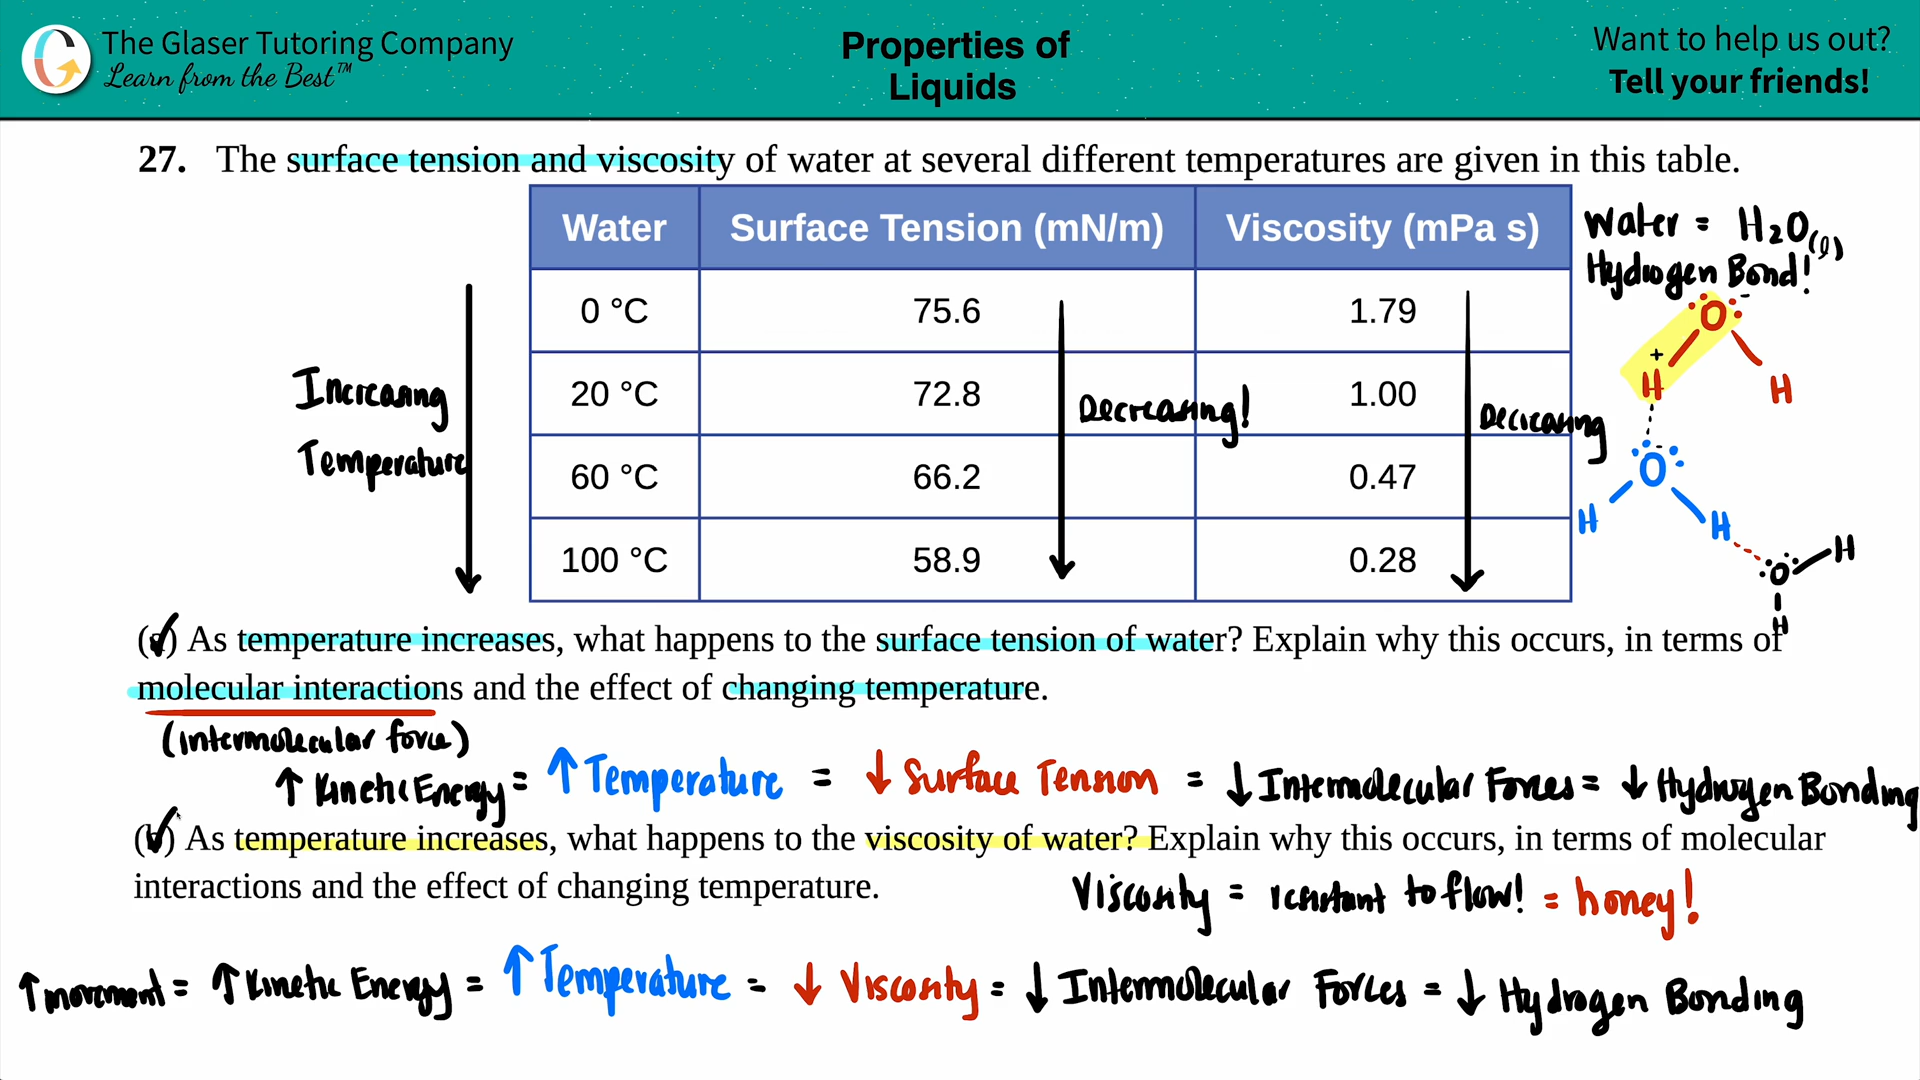 The Glaser Tutoring Company
Learn from the Best™
Properties of
Liquids
Want to help us out?
Tell your friends!
27. The surface tension and viscosity of water at several different temperatures are given in this table.
Water Surface Tension (mN/m) Viscosity (mPa s)
0 °C 75.6 1.79
20 °C 72.8 1.00
60 °C 66.2 0.47
100 °C 58.9 0.28
Increasing
Temperature
Decreasing!
Decreasing
Water = H₂O(l)
Hydrogen Bond!
O
+
H H
O
H H
O H
H
(a) As temperature increases, what happens to the surface tension of water? Explain why this occurs, in terms of
molecular interactions and the effect of changing temperature.
(intermolecular force)
↑ Kinetic Energy = ↑ Temperature = ↓ Surface Tension = ↓ Intermolecular Forces = ↓ Hydrogen Bonding
(b) As temperature increases, what happens to the viscosity of water? Explain why this occurs, in terms of molecular
interactions and the effect of changing temperature.
Viscosity = resistant to flow! = honey!
↑ movement = ↑ Kinetic Energy = ↑ Temperature = ↓ Viscosity = ↓ Intermolecular Forces = ↓ Hydrogen Bonding